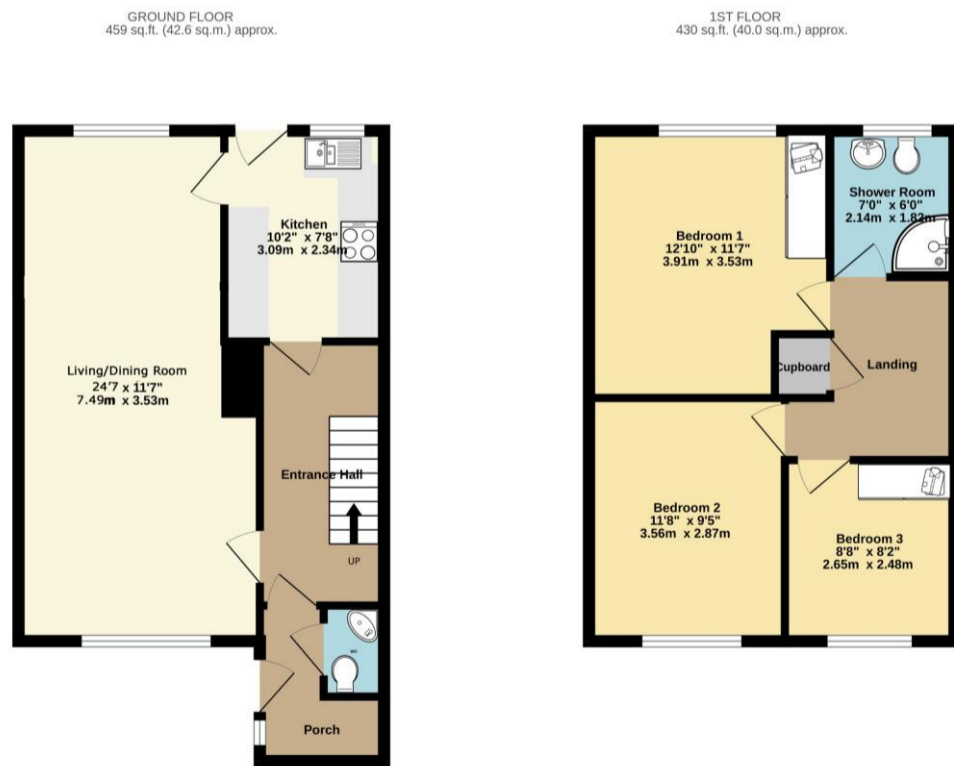 GROUND FLOOR
459 sq.ft. (42.6 sq.m.) approx.
Kitchen
10'2" x 7'8"
3.09m x 2.34m
Living/Dining Room
24'7 x 11'7"
7.49m x 3.53m
Entrance Hall
UP
WC
Porch
1ST FLOOR
430 sq.ft. (40.0 sq.m.) approx.
Shower Room
7'0" x 6'0"
2.14m x 1.82m
Bedroom 1
12'10" x 11'7"
3.91m x 3.53m
Cupboard
Landing
Bedroom 2
11'8" x 9'5"
3.56m x 2.87m
Bedroom 3
8'8" x 8'2"
2.65m x 2.48m